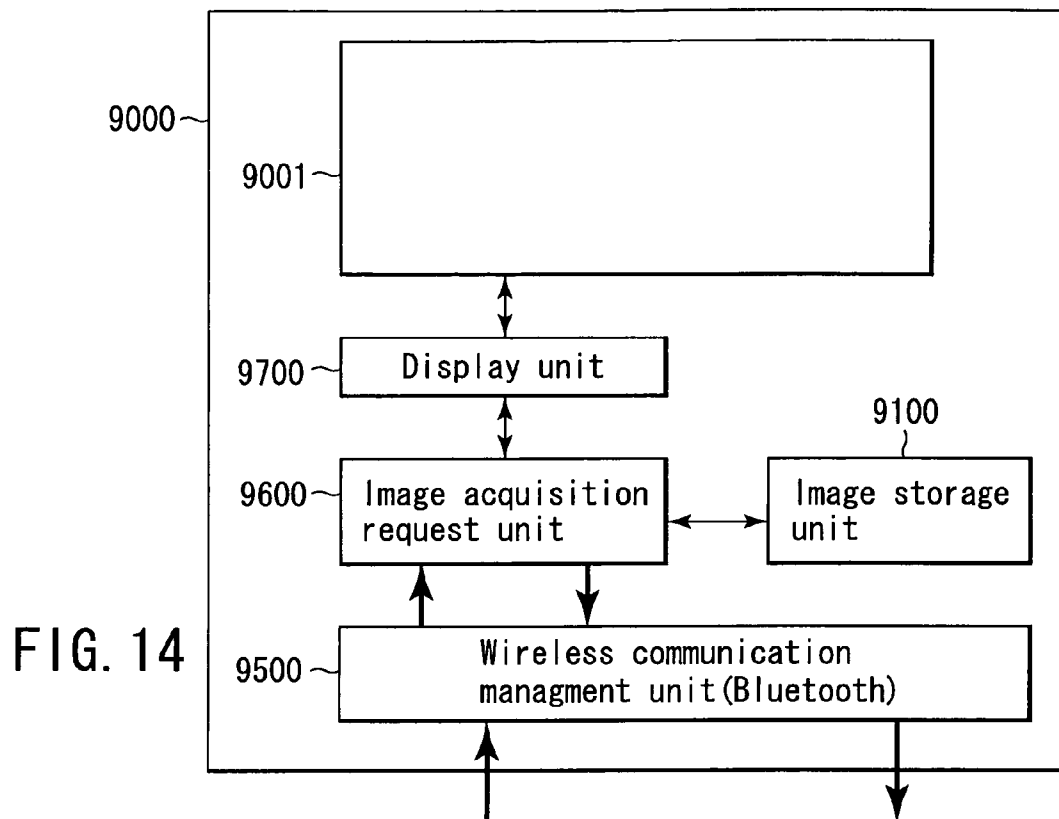 9000
9001
9700
Display unit
9100
9600
Image acquisition
request unit
Image storage
unit
FIG. 14
9500
Wireless communication
managment unit(Bluetooth)